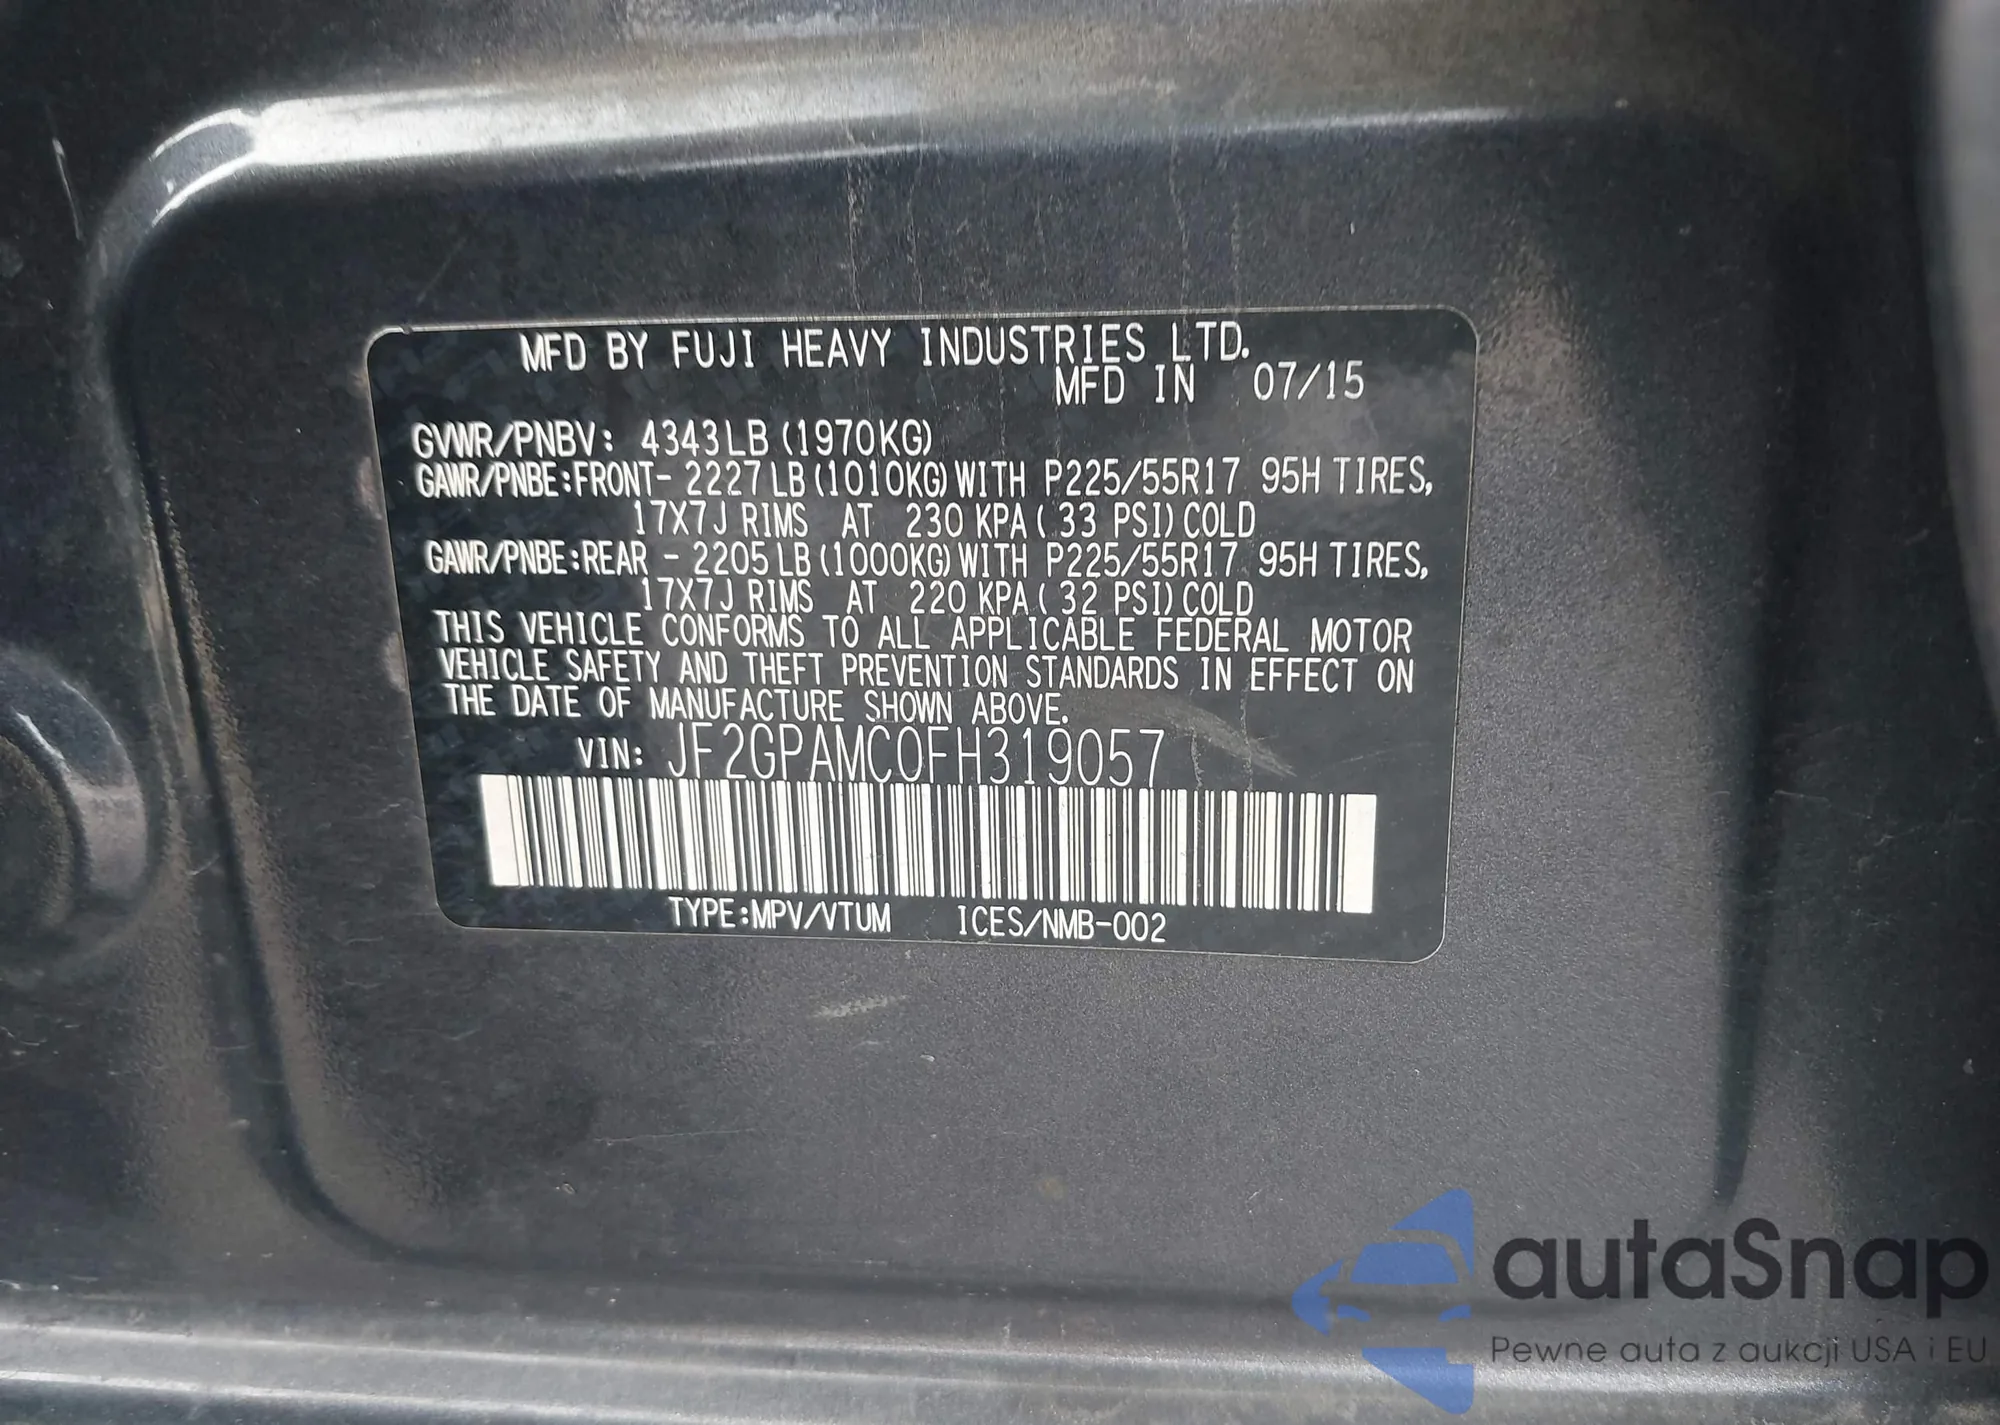 MFD BY FUJI HEAVY INDUSTRIES LTD.
MFD IN 07/15
GVWR/PNBV: 4343LB (1970KG)
GAWR/PNBE:FRONT- 2227LB (1010KG) WITH P225/55R17 95H TIRES,
17X7J RIMS AT 230 KPA ( 33 PSI) COLD
GAWR/PNBE:REAR - 2205LB (1000KG) WITH P225/55R17 95H TIRES,
17X7J RIMS AT 220 KPA ( 32 PSI) COLD
THIS VEHICLE CONFORMS TO ALL APPLICABLE FEDERAL MOTOR
VEHICLE SAFETY AND THEFT PREVENTION STANDARDS IN EFFECT ON
THE DATE OF MANUFACTURE SHOWN ABOVE.
VIN: JF2GPAMC0FH319057
TYPE:MPV/VTUM ICES/NMB-002
autaSnap
Pewne auta z aukcji USA i EU